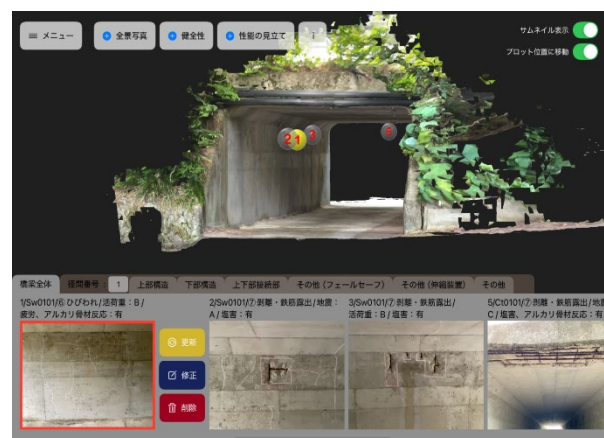 ≡ メニュー
全景写真
健全性
性能の見立て
サムネイル表示
プロット位置に移動
2 1 3
5
橋梁全体
径間番号: 1
上部構造
下部構造
上下部接続部
その他 (フェールセーフ)
その他 (伸縮装置)
その他
1/Sw0101/⑥ひびわれ/活荷重:B/
疲労、アルカリ骨材反応:有
更新
修正
削除
2/Sw0101/⑦剥離・鉄筋露出/地震:
A/塩害:有
3/Sw0101/⑦剥離・鉄筋露出/
活荷重:B/塩害:有
5/Ct0101/⑦剥離・鉄筋露出/地震:
C/塩害、アルカリ骨材反応:有